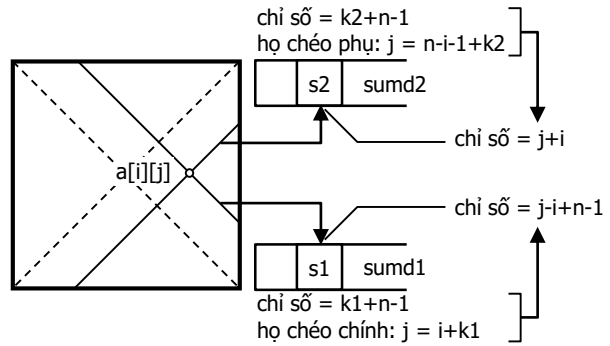 chỉ số = k2+n-1
họ chéo phụ: j = n-i-1+k2
s2 sumd2
chỉ số = j+i
a[i][j]
chỉ số = j-i+n-1
s1 sumd1
chỉ số = k1+n-1
họ chéo chính: j = i+k1